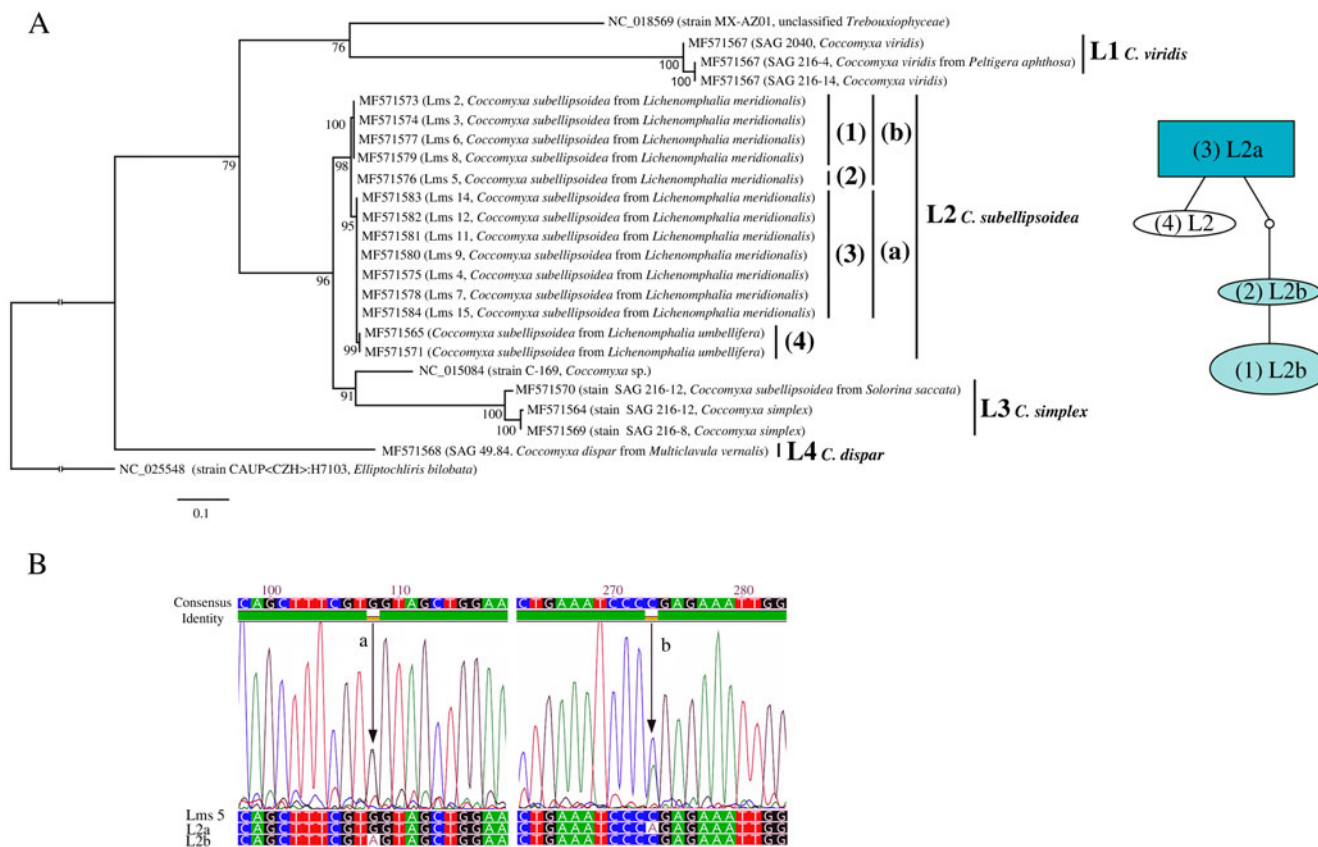 A
NC_018569 (strain MX-AZ01, unclassified Trebouxiophyceae)
76
MF571567 (SAG 2040, Coccomyxa viridis)
MF571567 (SAG 216-4, Coccomyxa viridis from Peltigera aphthosa)
MF571567 (SAG 216-14, Coccomyxa viridis)
100
100
L1 C. viridis
79
MF571573 (Lms 2, Coccomyxa subellipsoidea from Lichenomphalia meridionalis)
MF571574 (Lms 3, Coccomyxa subellipsoidea from Lichenomphalia meridionalis)
MF571577 (Lms 6, Coccomyxa subellipsoidea from Lichenomphalia meridionalis)
MF571579 (Lms 8, Coccomyxa subellipsoidea from Lichenomphalia meridionalis)
MF571576 (Lms 5, Coccomyxa subellipsoidea from Lichenomphalia meridionalis)
MF571583 (Lms 14, Coccomyxa subellipsoidea from Lichenomphalia meridionalis)
MF571582 (Lms 12, Coccomyxa subellipsoidea from Lichenomphalia meridionalis)
MF571581 (Lms 11, Coccomyxa subellipsoidea from Lichenomphalia meridionalis)
MF571580 (Lms 9, Coccomyxa subellipsoidea from Lichenomphalia meridionalis)
MF571575 (Lms 4, Coccomyxa subellipsoidea from Lichenomphalia meridionalis)
MF571578 (Lms 7, Coccomyxa subellipsoidea from Lichenomphalia meridionalis)
MF571584 (Lms 15, Coccomyxa subellipsoidea from Lichenomphalia meridionalis)
MF571565 (Coccomyxa subellipsoidea from Lichenomphalia umbellifera)
MF571571 (Coccomyxa subellipsoidea from Lichenomphalia umbellifera)
100
98
95
96
99
(1)
(2)
(3)
(4)
(b)
(a)
L2 C. subellipsoidea
NC_015084 (strain C-169, Coccomyxa sp.)
91
MF571570 (stain SAG 216-12, Coccomyxa subellipsoidea from Solorina saccata)
MF571564 (stain SAG 216-12, Coccomyxa simplex)
MF571569 (stain SAG 216-8, Coccomyxa simplex)
100
100
L3 C. simplex
MF571568 (SAG 49.84. Coccomyxa dispar from Multiclavula vernalis)
L4 C. dispar
NC_025548 (strain CAUP<CZH>:H7103, Elliptochliris bilobata)
0.1
(3) L2a
(4) L2
(2) L2b
(1) L2b
B
100 110 270 280
Consensus CAGCTTTCGTGGTAGCTGGAA CTGAAATCCCCGAGAAATTGG
Identity
a
b
Lms 5 CAGCTTTCGTGGTAGCTGGAA CTGAAATCCCCGAGAAATTGG
L2a CAGCTTTCGTGGTAGCTGGAA CTGAAATCCCAGAGAAATTGG
L2b CAGCTTTCGTAGTAGCTGGAA CTGAAATCCCCGAGAAATTGG